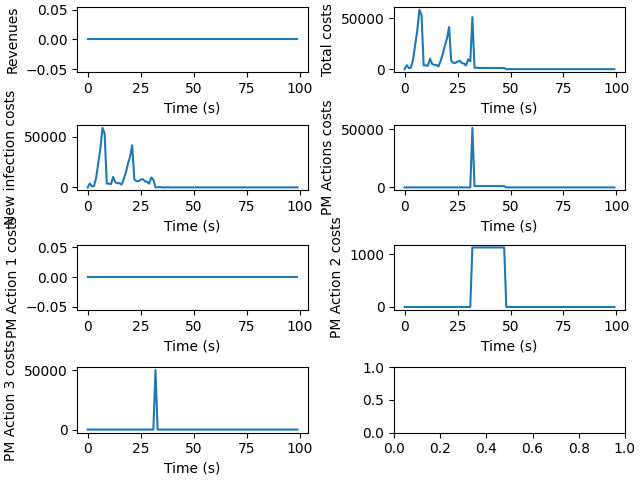 Revenues
0.05
0.00
−0.05
0 25 50 75 100
Time (s)
Total costs
50000
0
0 25 50 75 100
Time (s)
New infection costs
50000
0
0 25 50 75 100
Time (s)
PM Actions costs
50000
0
0 25 50 75 100
Time (s)
PM Action 1 costs
0.05
0.00
−0.05
0 25 50 75 100
Time (s)
PM Action 2 costs
1000
0
0 25 50 75 100
Time (s)
PM Action 3 costs
50000
0
0 25 50 75 100
Time (s)
1.0
0.5
0.0
0.0 0.2 0.4 0.6 0.8 1.0